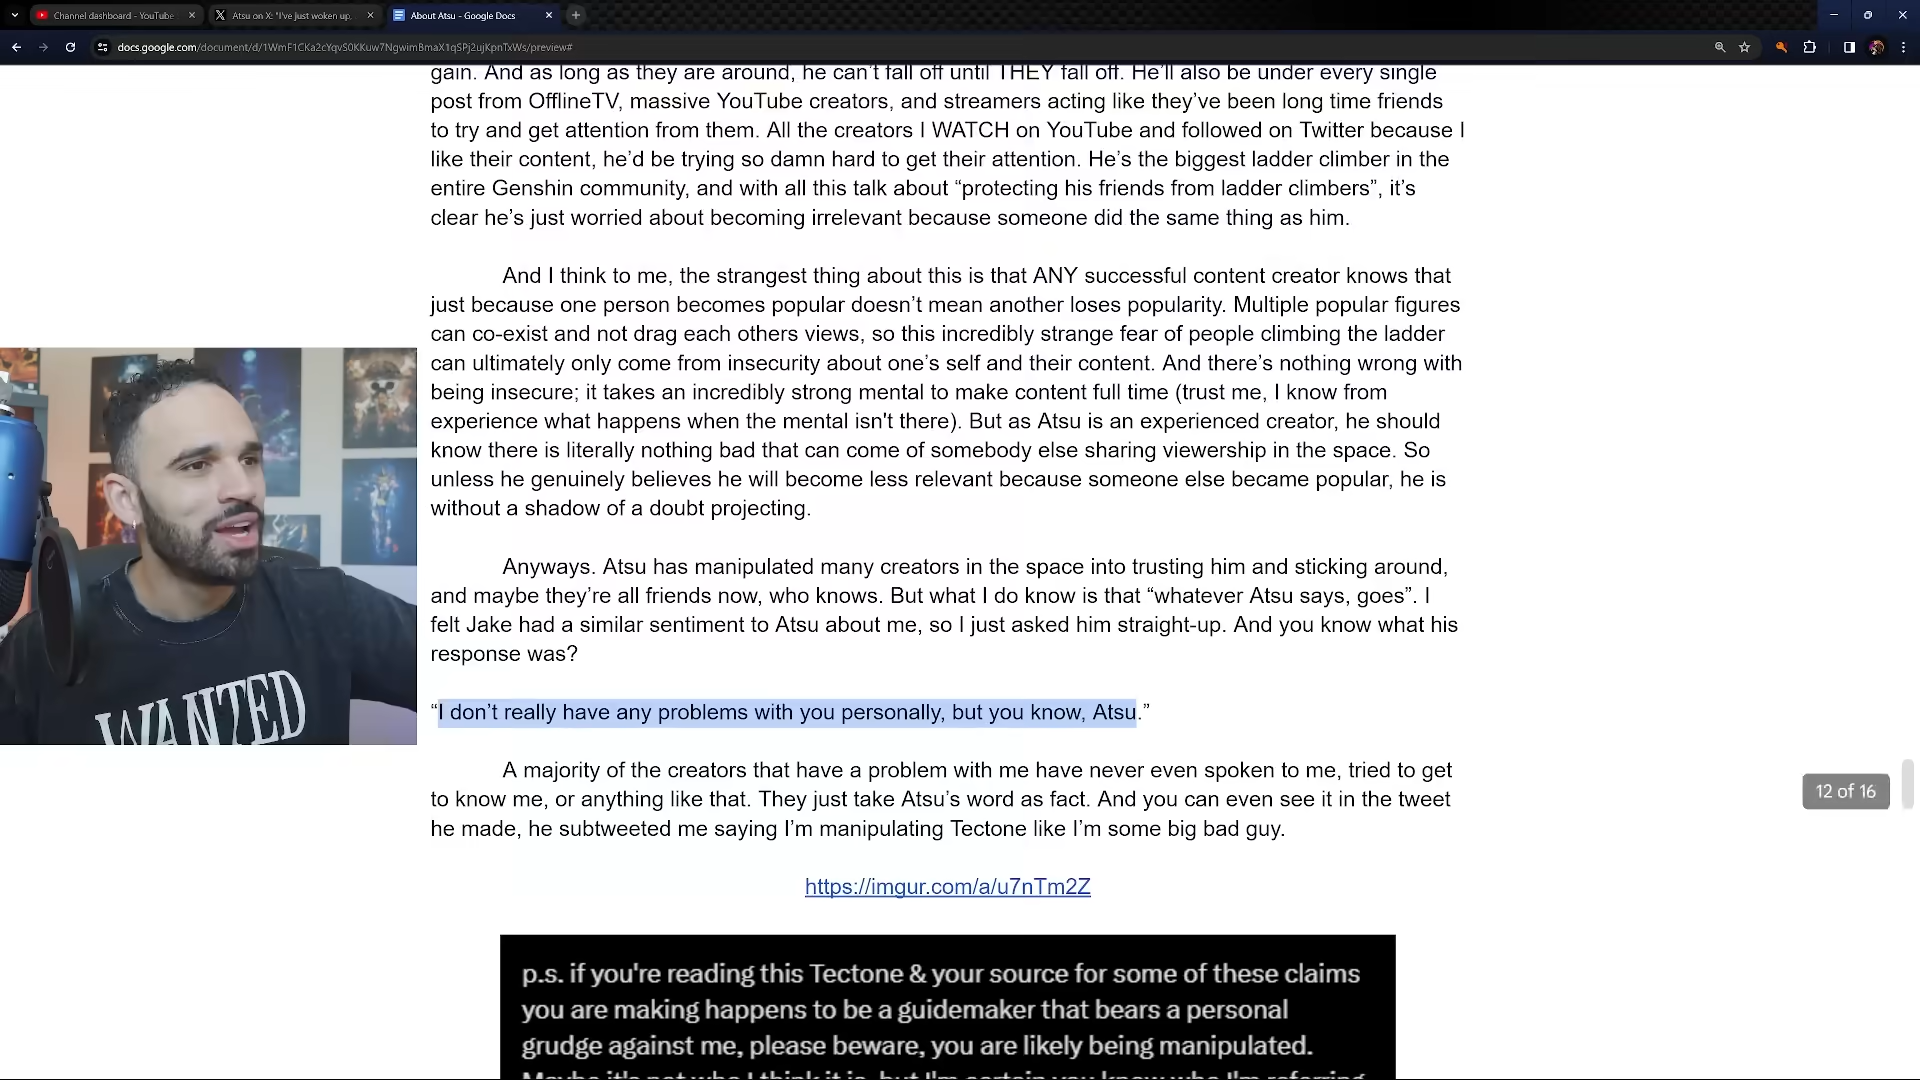 Channel dashboard - YouTube
Atsu on X: "I've just woken up,
About Atsu - Google Docs
docs.google.com/document/d/1WmF1CKa2cYqvS0KKuw7NgwimBmaX1qSPj2ujKpnTxWs/preview#
gain. And as long as they are around, he can’t fall off until THEY fall off. He’ll also be under every single
post from OfflineTV, massive YouTube creators, and streamers acting like they’ve been long time friends
to try and get attention from them. All the creators I WATCH on YouTube and followed on Twitter because I
like their content, he’d be trying so damn hard to get their attention. He’s the biggest ladder climber in the
entire Genshin community, and with all this talk about “protecting his friends from ladder climbers”, it’s
clear he’s just worried about becoming irrelevant because someone did the same thing as him.
And I think to me, the strangest thing about this is that ANY successful content creator knows that
just because one person becomes popular doesn’t mean another loses popularity. Multiple popular figures
can co-exist and not drag each others views, so this incredibly strange fear of people climbing the ladder
can ultimately only come from insecurity about one’s self and their content. And there’s nothing wrong with
being insecure; it takes an incredibly strong mental to make content full time (trust me, I know from
experience what happens when the mental isn't there). But as Atsu is an experienced creator, he should
know there is literally nothing bad that can come of somebody else sharing viewership in the space. So
unless he genuinely believes he will become less relevant because someone else became popular, he is
without a shadow of a doubt projecting.
Anyways. Atsu has manipulated many creators in the space into trusting him and sticking around,
and maybe they’re all friends now, who knows. But what I do know is that “whatever Atsu says, goes”. I
felt Jake had a similar sentiment to Atsu about me, so I just asked him straight-up. And you know what his
response was?
“I don’t really have any problems with you personally, but you know, Atsu.”
A majority of the creators that have a problem with me have never even spoken to me, tried to get
to know me, or anything like that. They just take Atsu’s word as fact. And you can even see it in the tweet
he made, he subtweeted me saying I’m manipulating Tectone like I’m some big bad guy.
https://imgur.com/a/u7nTm2Z
p.s. if you're reading this Tectone & your source for some of these claims
you are making happens to be a guidemaker that bears a personal
grudge against me, please beware, you are likely being manipulated.
Maybe it's not who I think it is, but I'm certain you know who I'm referring
12 of 16
WANTED